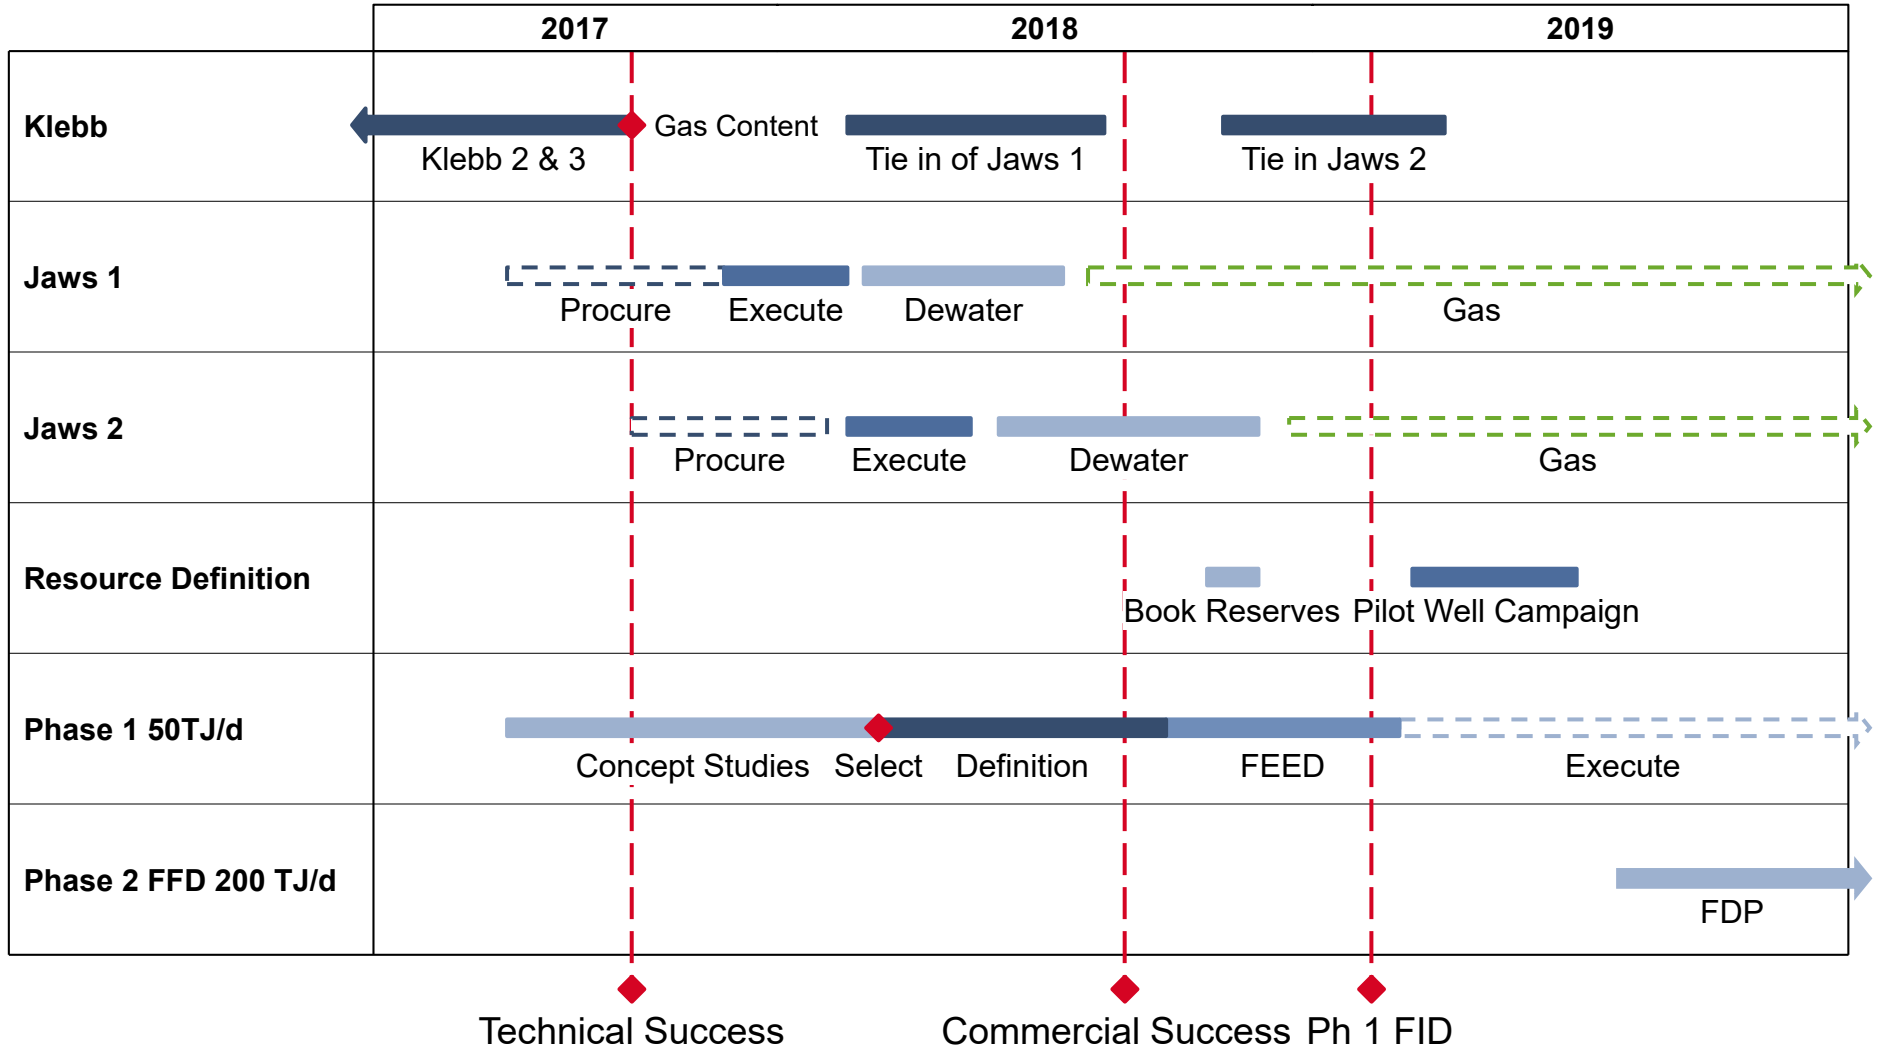 2017 2018 2019
Klebb
Gas Content
Klebb 2 & 3 Tie in of Jaws 1 Tie in Jaws 2
Jaws 1
Procure Execute Dewater Gas
Jaws 2
Procure Execute Dewater Gas
Resource Definition
Book Reserves Pilot Well Campaign
Phase 1 50TJ/d
Concept Studies Select Definition FEED Execute
Phase 2 FFD 200 TJ/d
FDP
Technical Success Commercial Success Ph 1 FID